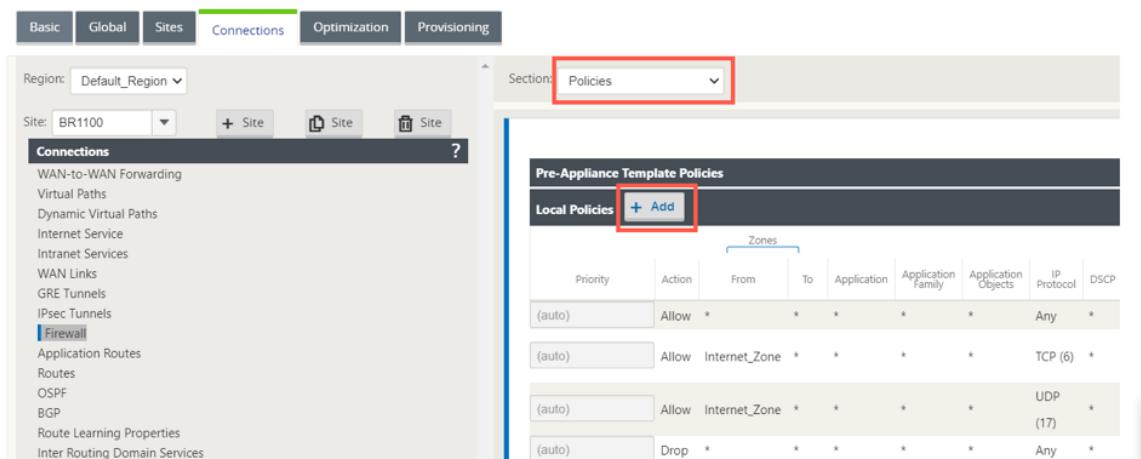 Basic Global Sites Connections Optimization Provisioning
Region: Default_Region
Section: Policies
Site: BR1100 + Site Site Site
Connections ?
WAN-to-WAN Forwarding
Virtual Paths
Dynamic Virtual Paths
Internet Service
Intranet Services
WAN Links
GRE Tunnels
IPsec Tunnels
Firewall
Application Routes
Routes
OSPF
BGP
Route Learning Properties
Inter Routing Domain Services
Pre-Appliance Template Policies
Local Policies + Add
Zones
Priority Action From To Application Application Family Application Objects IP Protocol DSCP
(auto) Allow * * * * * Any *
(auto) Allow Internet_Zone * * * * TCP (6) *
(auto) Allow Internet_Zone * * * * UDP (17) *
(auto) Drop * * * * * Any *